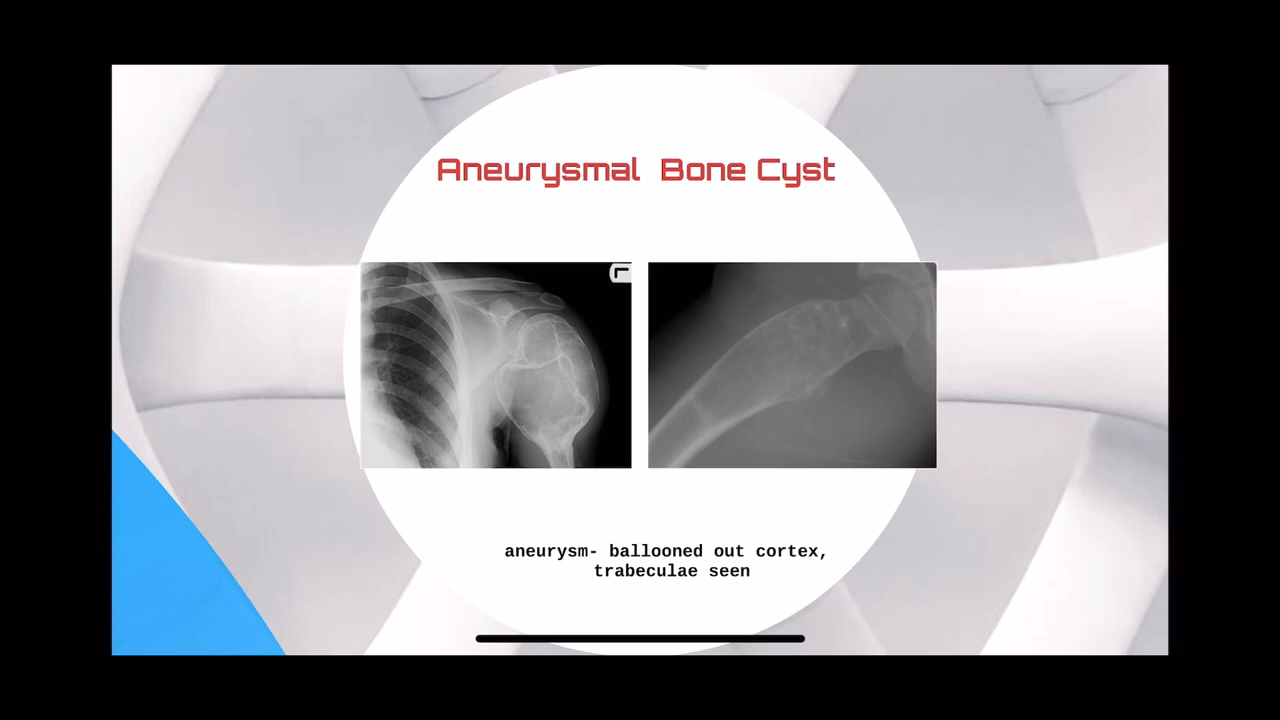 Aneurysmal Bone Cyst
aneurysm- ballooned out cortex,
trabeculae seen